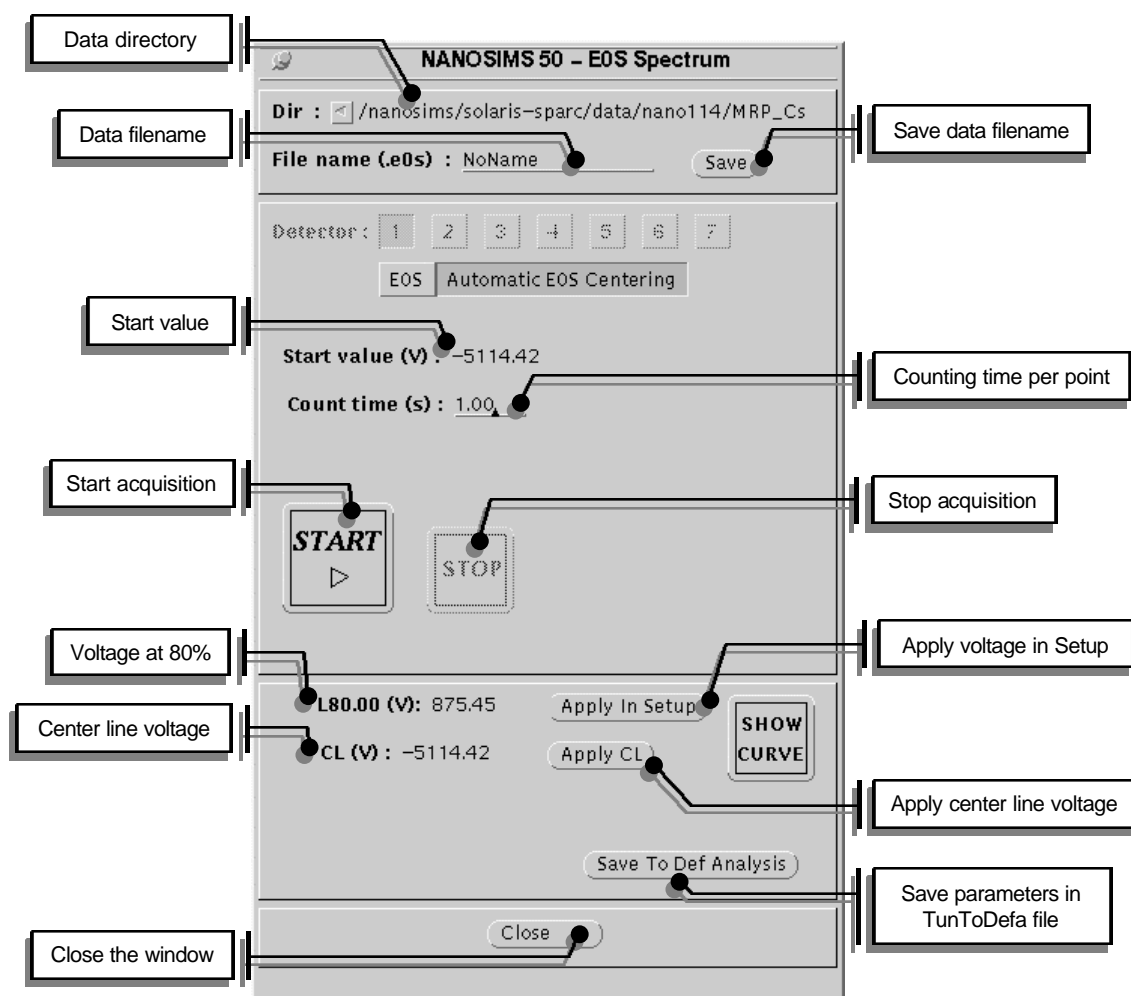 Data directory
NANOSIMS 50 – E0S Spectrum
Dir : /nanosims/solaris-sparc/data/nano114/MRP_Cs
Data filename
Save data filename
File name (.e0s) : NoName
Save
Detector : 1 2 3 4 5 6 7
E0S Automatic E0S Centering
Start value
Start value (V) : -5114.42
Counting time per point
Count time (s) : 1.00
Start acquisition
Stop acquisition
START
STOP
Voltage at 80%
Apply voltage in Setup
L80.00 (V): 875.45
Apply In Setup
SHOW
CURVE
Center line voltage
CL (V) : -5114.42
Apply CL
Apply center line voltage
Save To Def Analysis
Save parameters in
TunToDefa file
Close
Close the window